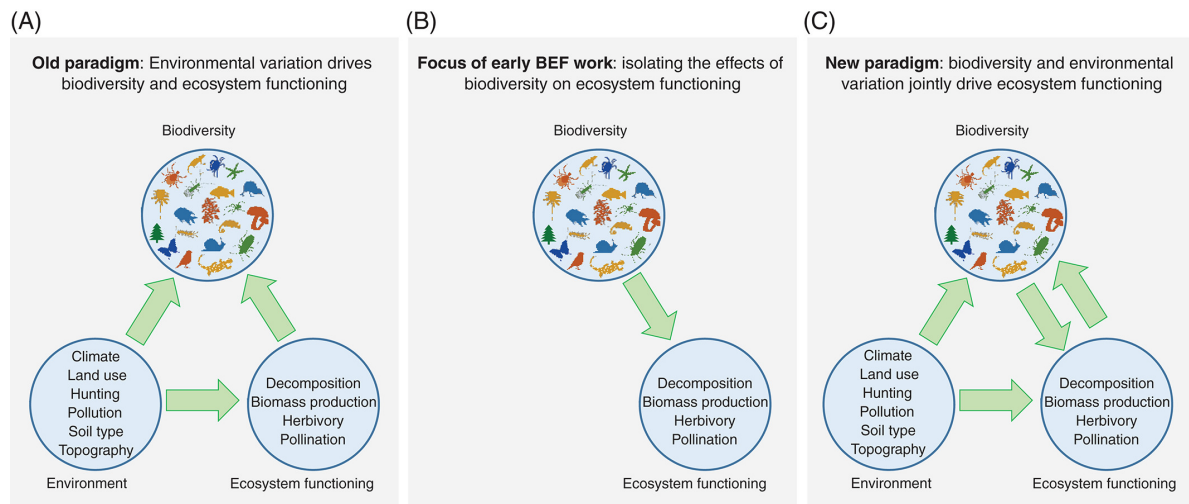 (A)
Old paradigm: Environmental variation drives
biodiversity and ecosystem functioning
Biodiversity
Climate
Land use
Hunting
Pollution
Soil type
Topography
Environment
Decomposition
Biomass production
Herbivory
Pollination
Ecosystem functioning
(B)
Focus of early BEF work: isolating the effects of
biodiversity on ecosystem functioning
Biodiversity
Decomposition
Biomass production
Herbivory
Pollination
Ecosystem functioning
(C)
New paradigm: biodiversity and environmental
variation jointly drive ecosystem functioning
Biodiversity
Climate
Land use
Hunting
Pollution
Soil type
Topography
Environment
Decomposition
Biomass production
Herbivory
Pollination
Ecosystem functioning